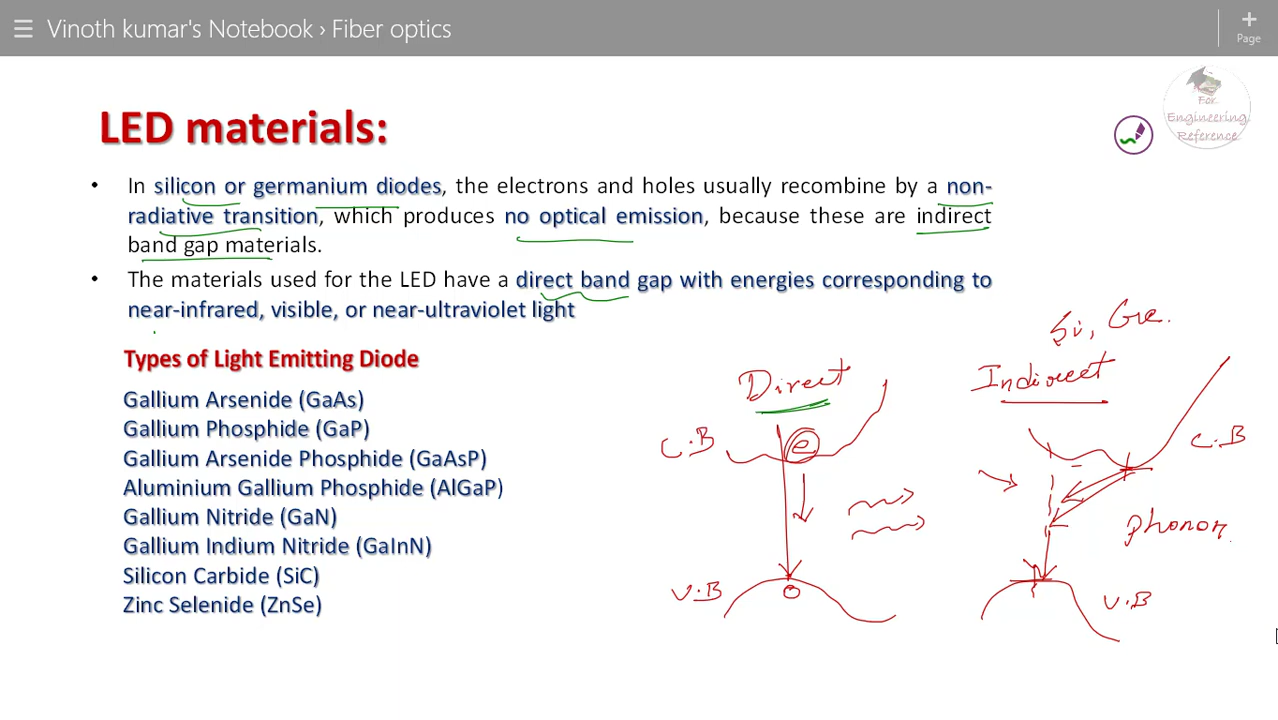 Vinoth kumar's Notebook › Fiber optics
Page
For
Engineering
Reference
LED materials:
• In silicon or germanium diodes, the electrons and holes usually recombine by a non-
radiative transition, which produces no optical emission, because these are indirect
band gap materials.
• The materials used for the LED have a direct band gap with energies corresponding to
near-infrared, visible, or near-ultraviolet light
Types of Light Emitting Diode
Gallium Arsenide (GaAs)
Gallium Phosphide (GaP)
Gallium Arsenide Phosphide (GaAsP)
Aluminium Gallium Phosphide (AlGaP)
Gallium Nitride (GaN)
Gallium Indium Nitride (GaInN)
Silicon Carbide (SiC)
Zinc Selenide (ZnSe)
Direct
C.B
e
V.B
Si, Ge.
Indirect
C.B
phonon
V.B